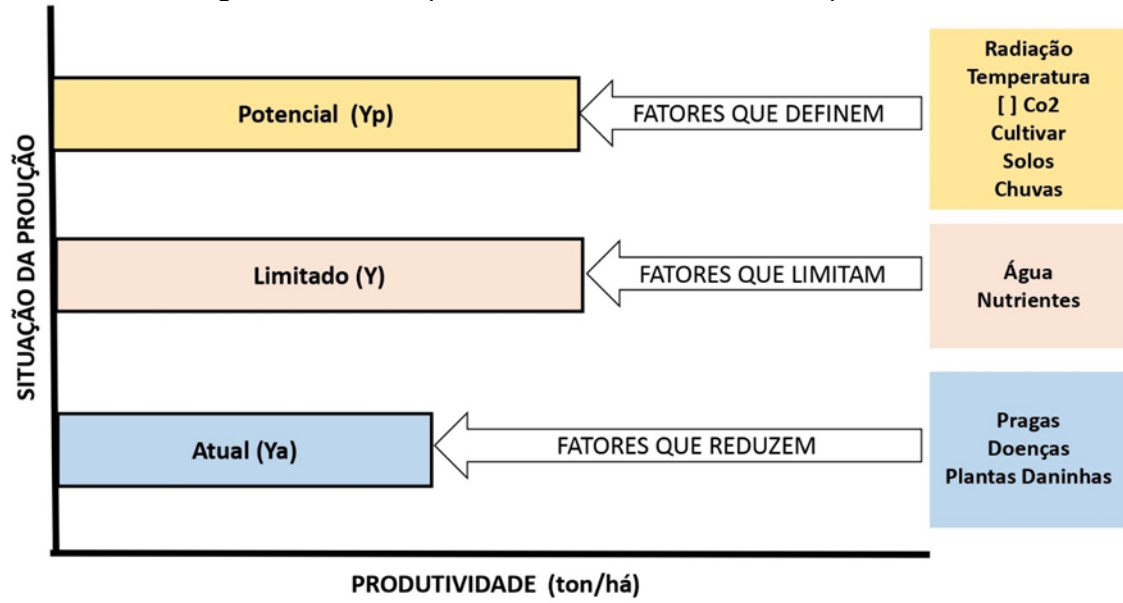 Radiação
Temperatura
[ ] Co2
Cultivar
Solos
Chuvas
Potencial (Yp)
FATORES QUE DEFINEM
SITUAÇÃO DA PROUÇÃO
Limitado (Y)
FATORES QUE LIMITAM
Água
Nutrientes
Atual (Ya)
FATORES QUE REDUZEM
Pragas
Doenças
Plantas Daninhas
PRODUTIVIDADE (ton/há)